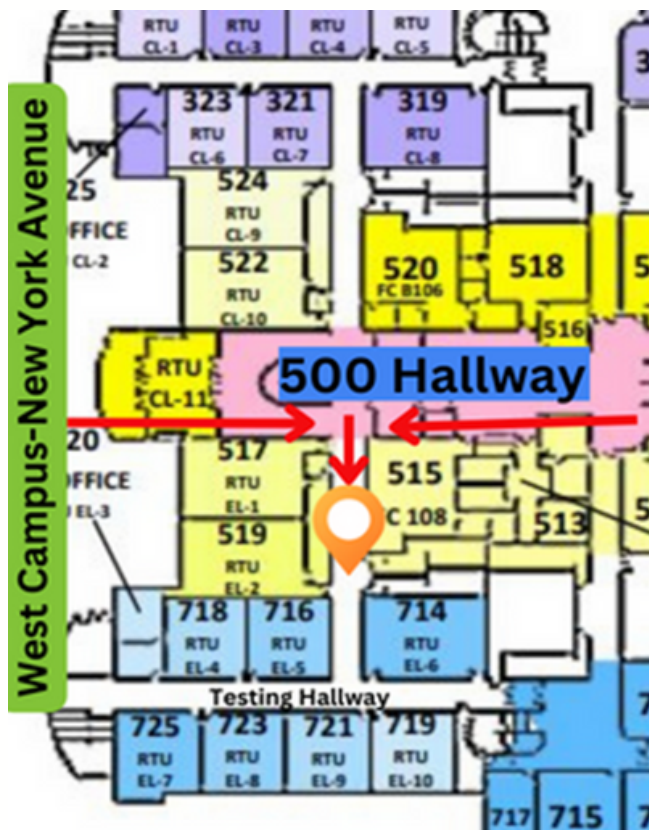 RTU
CL-1
RTU
CL-3
RTU
CL-4
RTU
CL-5
323
RTU
CL-6
321
RTU
CL-7
319
RTU
CL-8
3
25
OFFICE
CL-2
524
RTU
CL-9
522
RTU
CL-10
520
FC B106
518
5
516
West Campus-New York Avenue
RTU
CL-11
500 Hallway
20
OFFICE
EL-3
517
RTU
EL-1
515
C 108
513
5
519
RTU
EL-2
718
RTU
EL-4
716
RTU
EL-5
714
RTU
EL-6
Testing Hallway
725
RTU
EL-7
723
RTU
EL-8
721
RTU
EL-9
719
RTU
EL-10
7
717
715
7